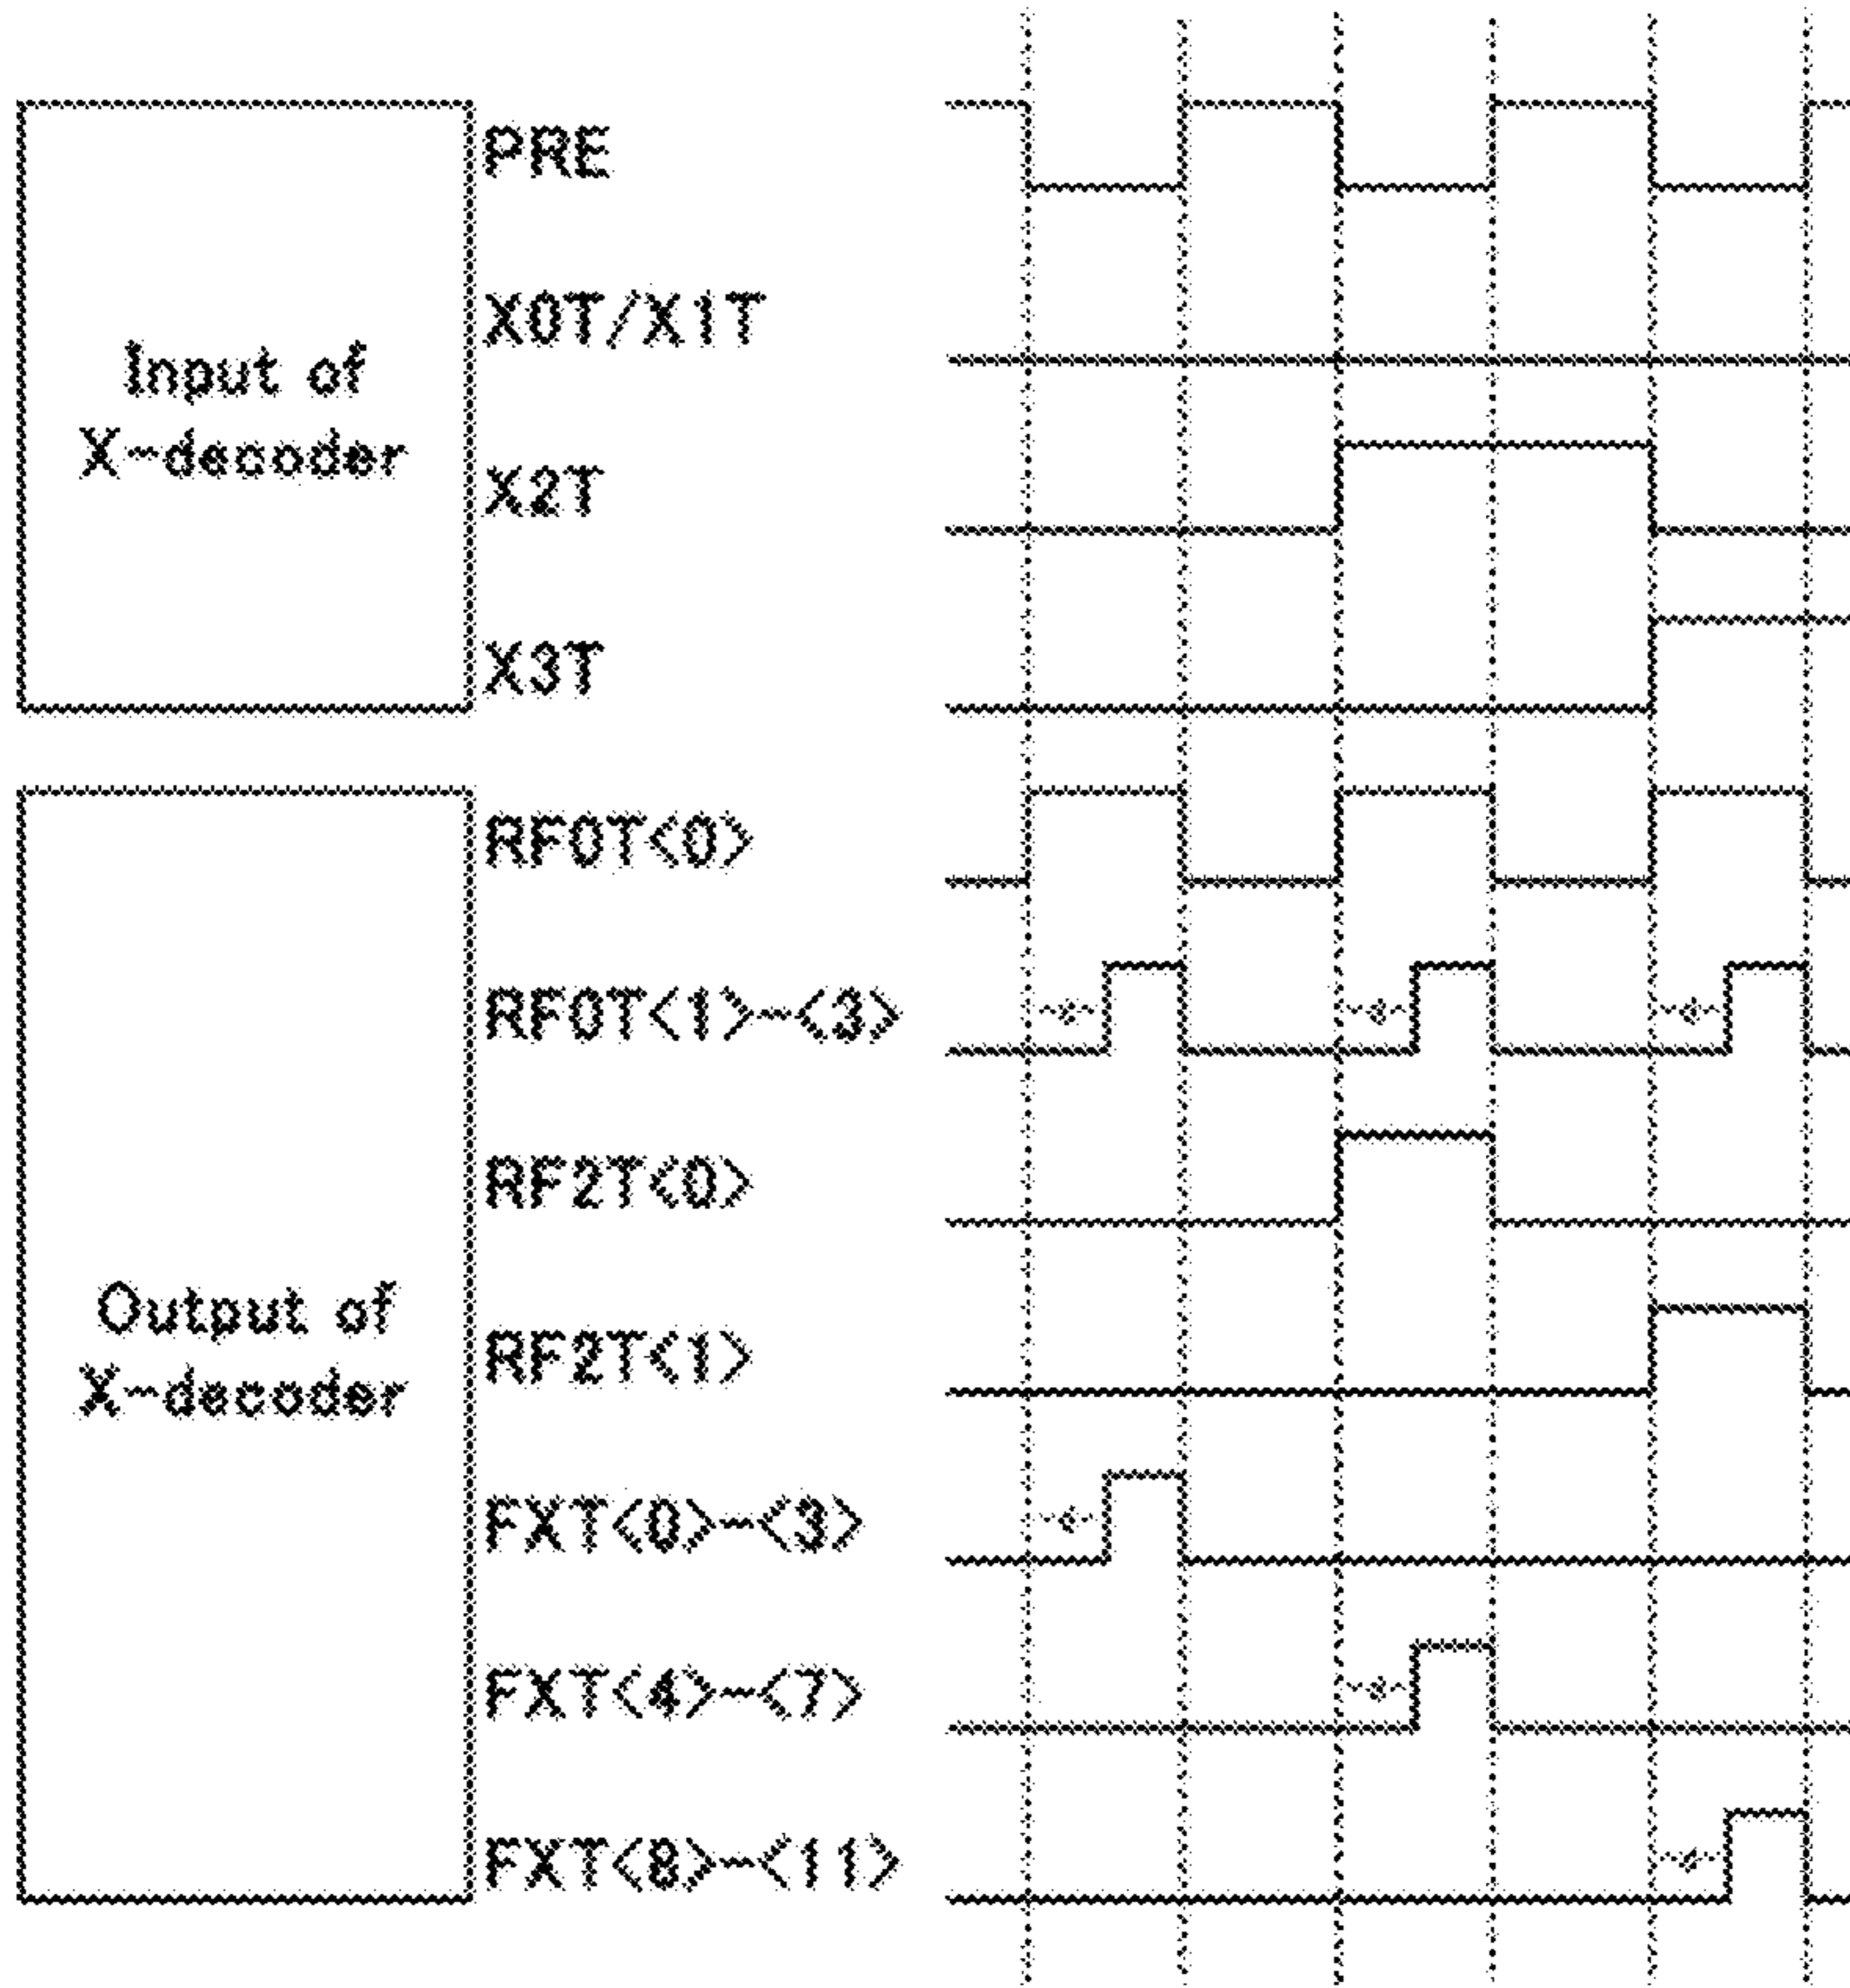 PRE
X0T/X1T
Input of
X-decoder
X2T
X3T
RF0T<0>
RF0T<1>-<3>
RF2T<0>
Output of
X-decoder
RF2T<1>
FXT<0>-<3>
FXT<4>-<7>
FXT<8>-<11>